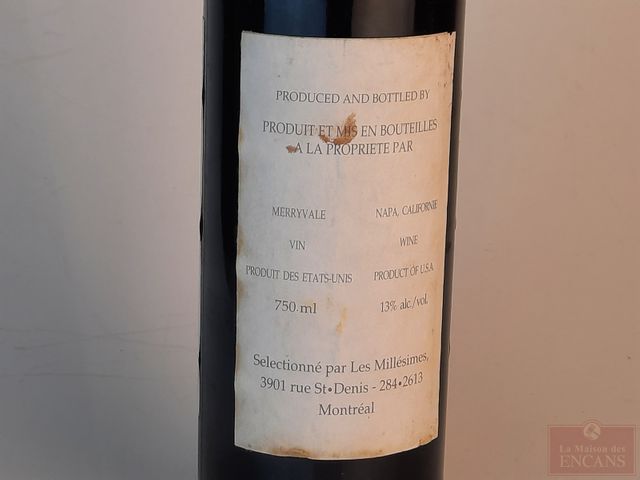 PRODUCED AND BOTTLED BY
PRODUIT ET MIS EN BOUTEILLES
A LA PROPRIETE PAR
MERRYVALE NAPA, CALIFORNIE
VIN WINE
PRODUIT DES ETATS-UNIS PRODUCT OF U.S.A.
750.ml 13% alc./vol.
Selectionné par Les Millésimes,
3901 rue St•Denis - 284•2613
Montréal
La Maison des
ENCANS